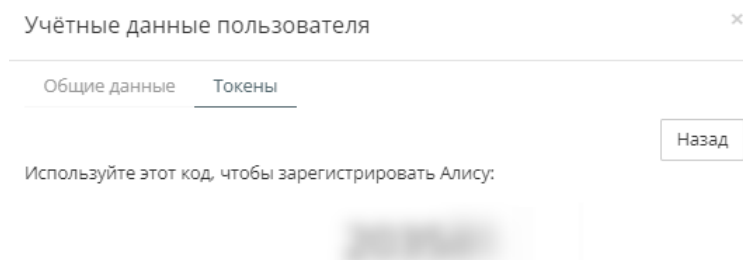 Учётные данные пользователя
Общие данные Токены
Назад
Используйте этот код, чтобы зарегистрировать Алису: